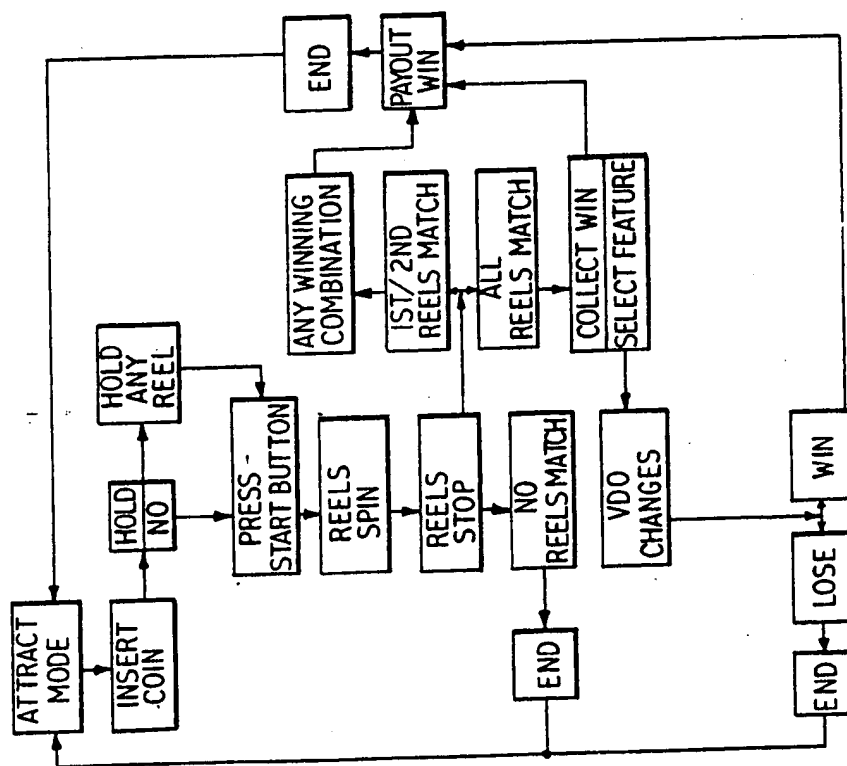 ATTRACT
MODE
INSERT
COIN
HOLD
NO
HOLD
ANY
REEL
PRESS -
START BUTTON
REELS
SPIN
REELS
STOP
NO
REELS MATCH
END
ANY WINNING
COMBINATION
1ST/2ND
REELS MATCH
ALL
REELS MATCH
COLLECT WIN
SELECT FEATURE
PAYOUT
WIN
END
VDO
CHANGES
WIN
LOSE
END